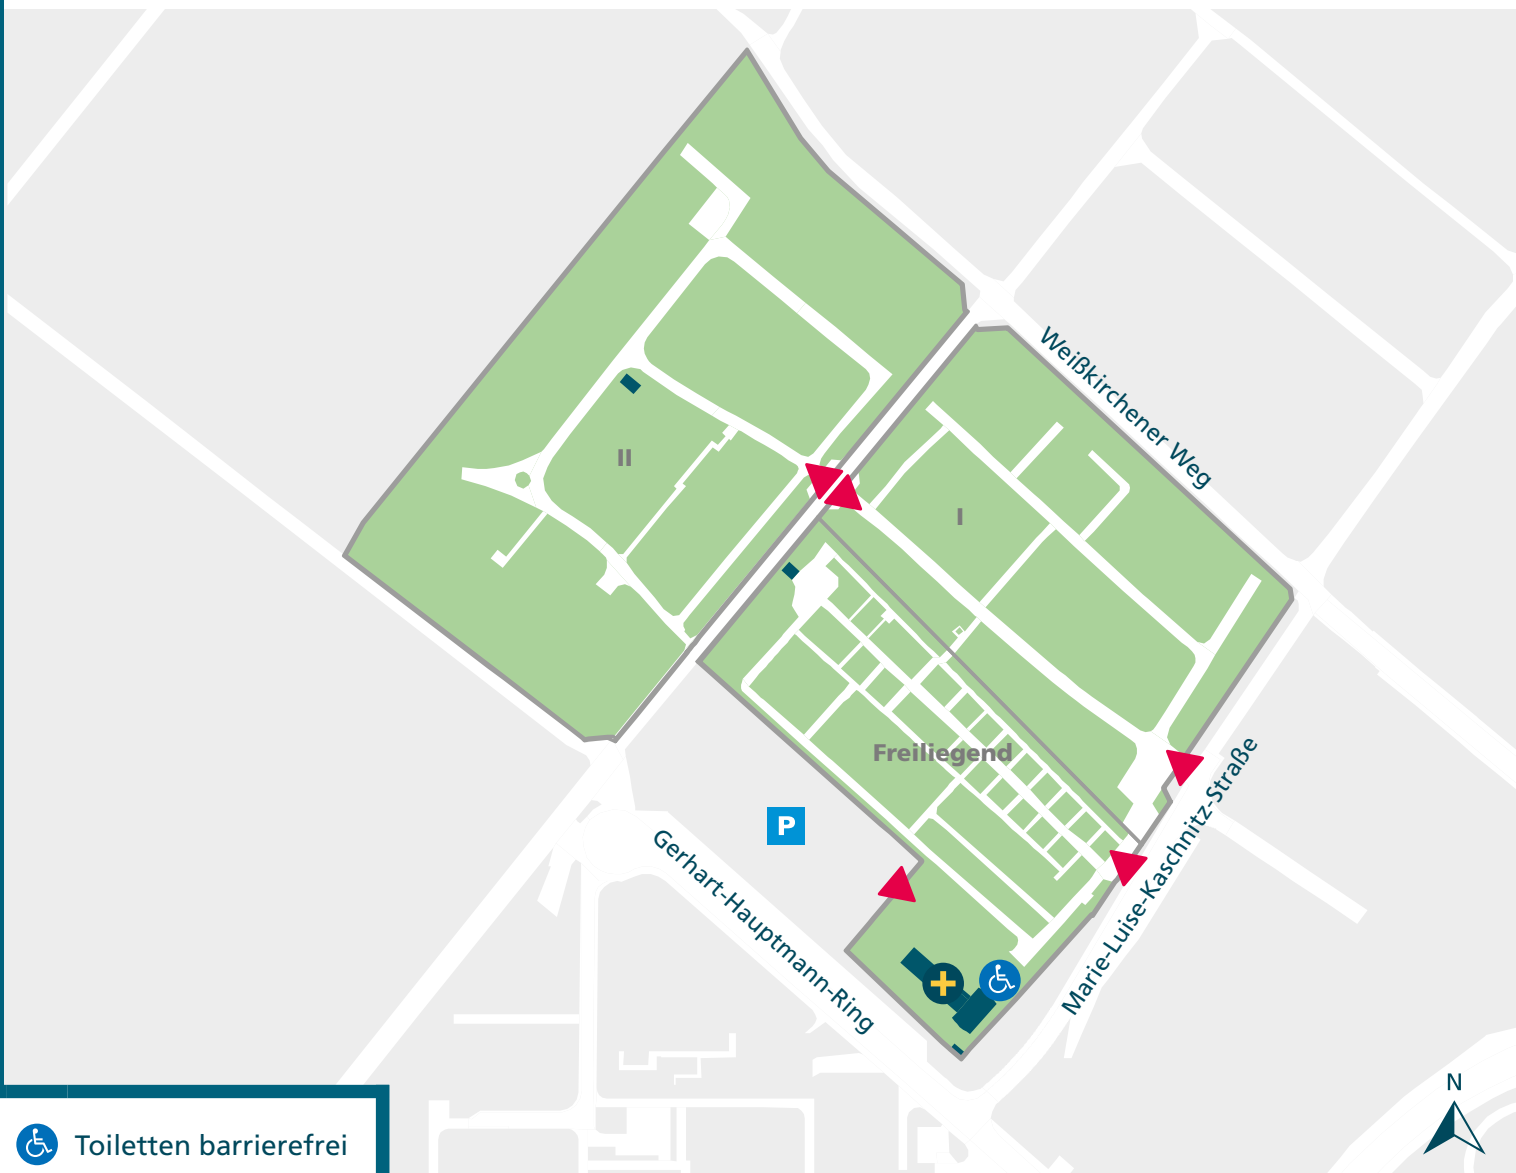 Weißkirchener Weg
II
I
Freiliegend
Marie-Luise-Kaschnitz-Straße
P
Gerhart-Hauptmann-Ring
N
Toiletten barrierefrei